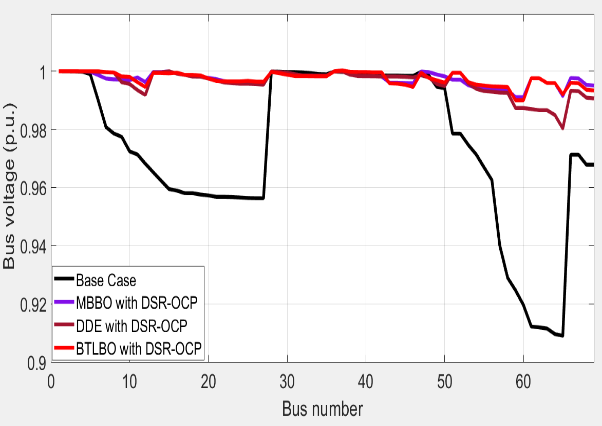 Bus voltage (p.u.)
1
0.98
0.96
0.94
0.92
0.9
Base Case
MBBO with DSR-OCP
DDE with DSR-OCP
BTLBO with DSR-OCP
0 10 20 30 40 50 60
Bus number